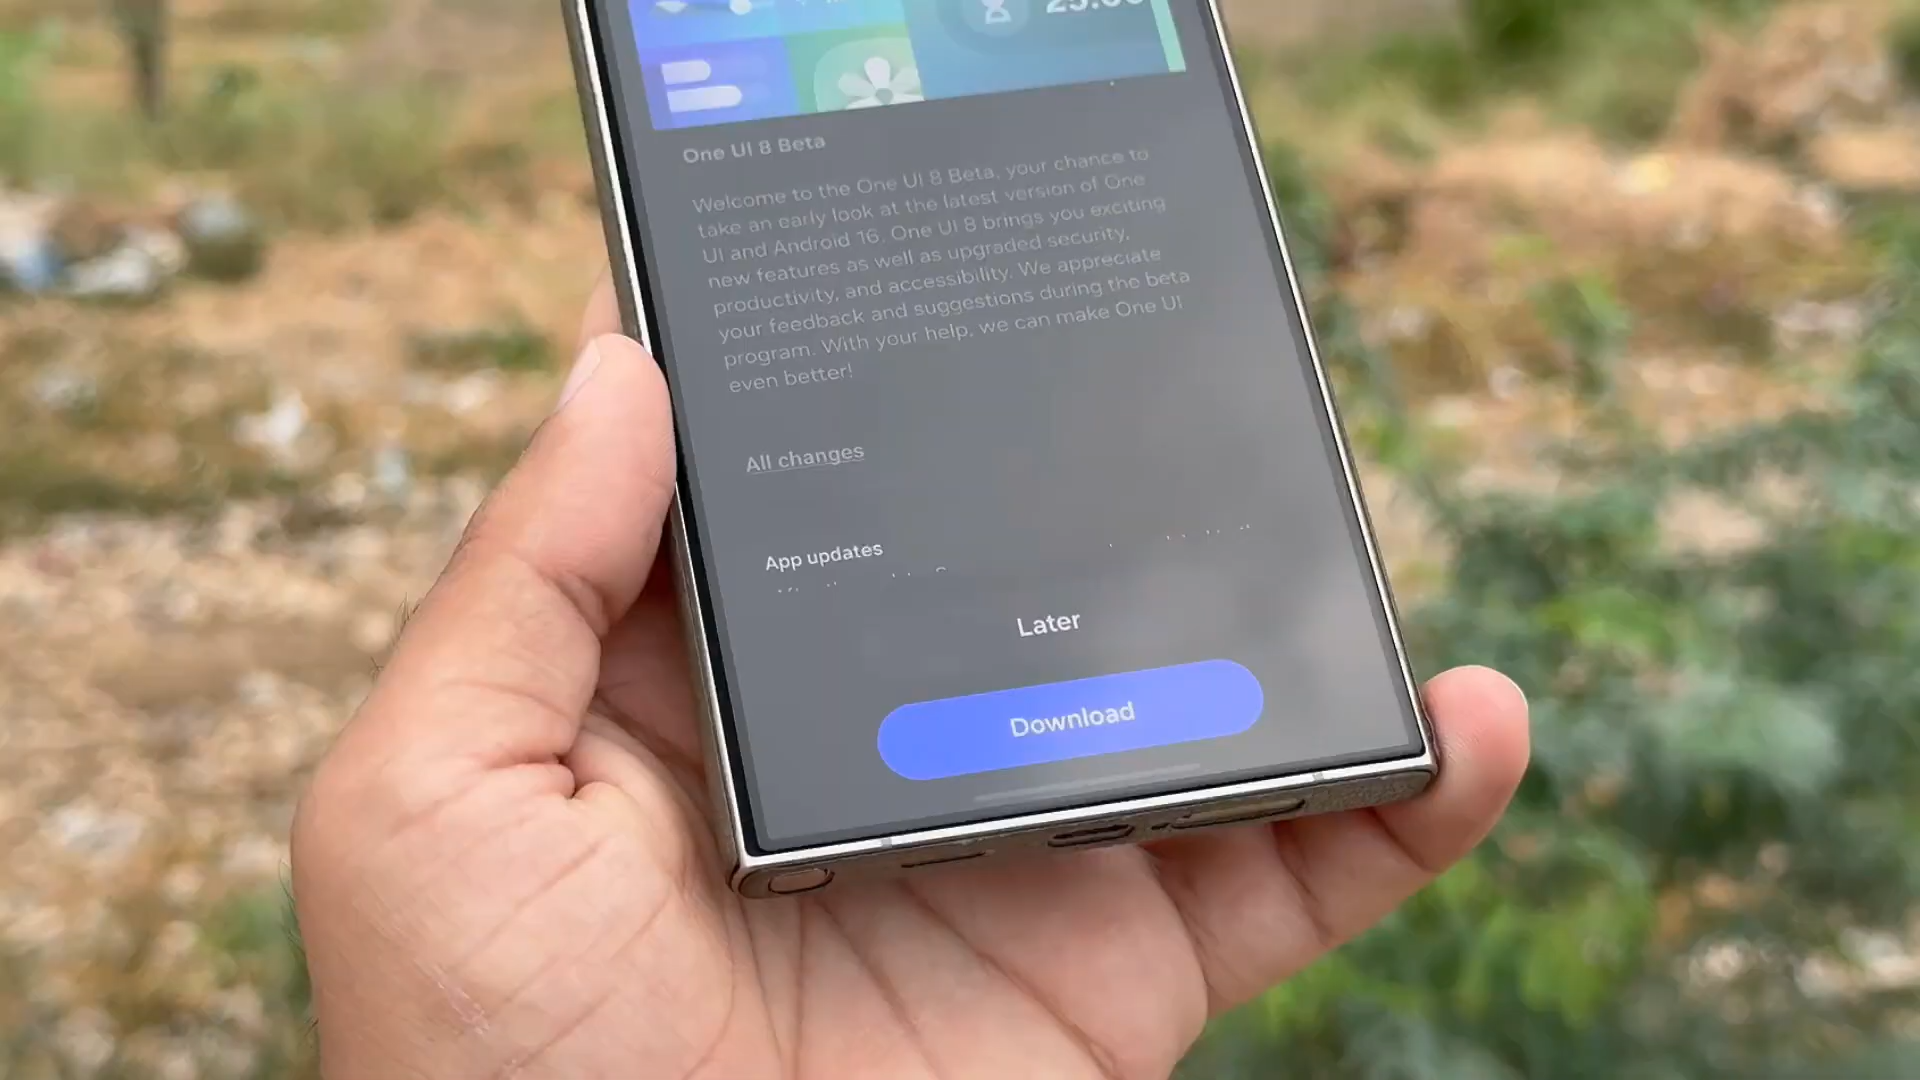 One UI 8 Beta
Welcome to the One UI 8 Beta, your chance to
take an early look at the latest version of One
UI and Android 16. One UI 8 brings you exciting
new features as well as upgraded security,
productivity, and accessibility. We appreciate
your feedback and suggestions during the beta
program. With your help, we can make One UI
even better!
All changes
App updates
Later
Download